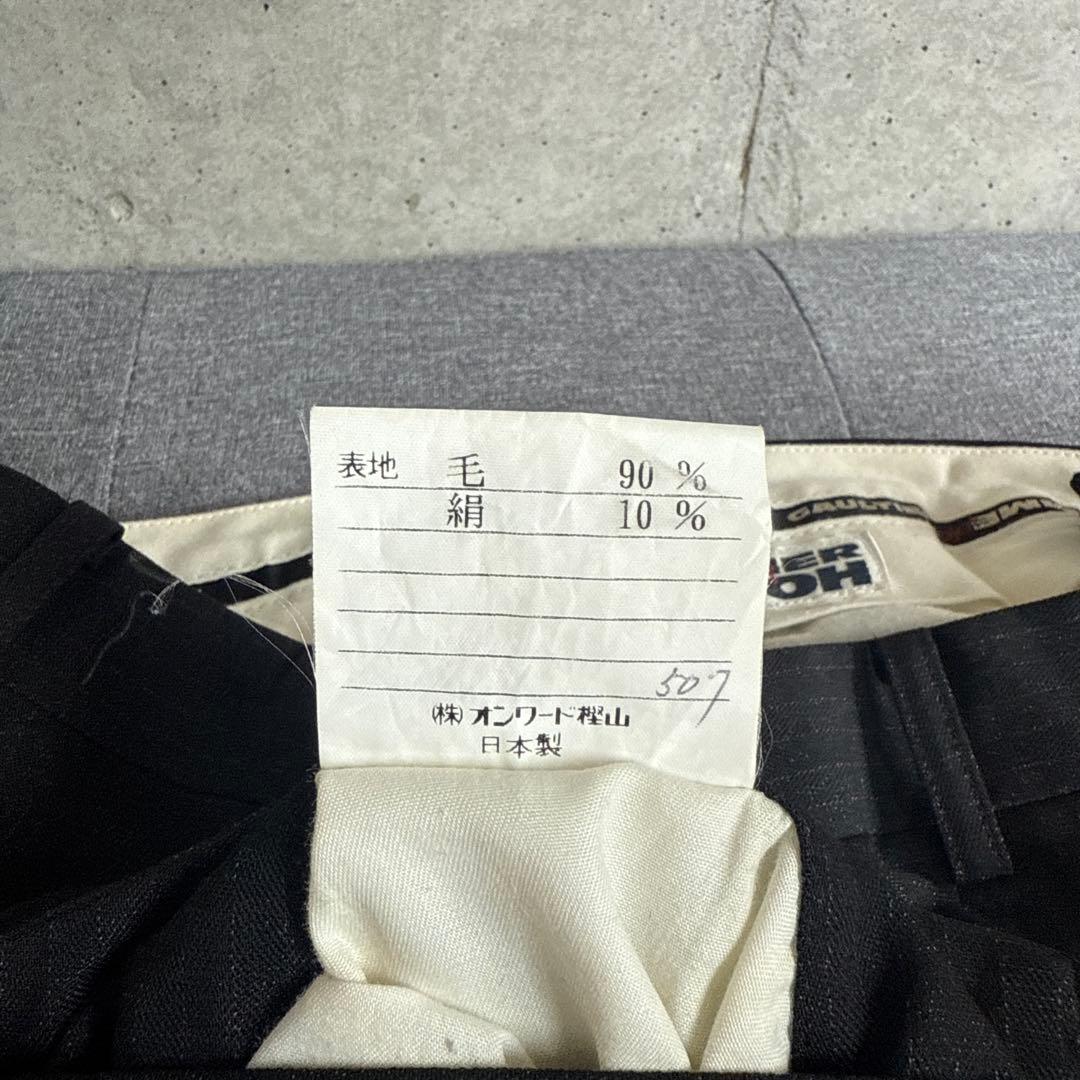 表地 毛 90 %
絹 10 %
507
(株)オンワード樫山
日本製